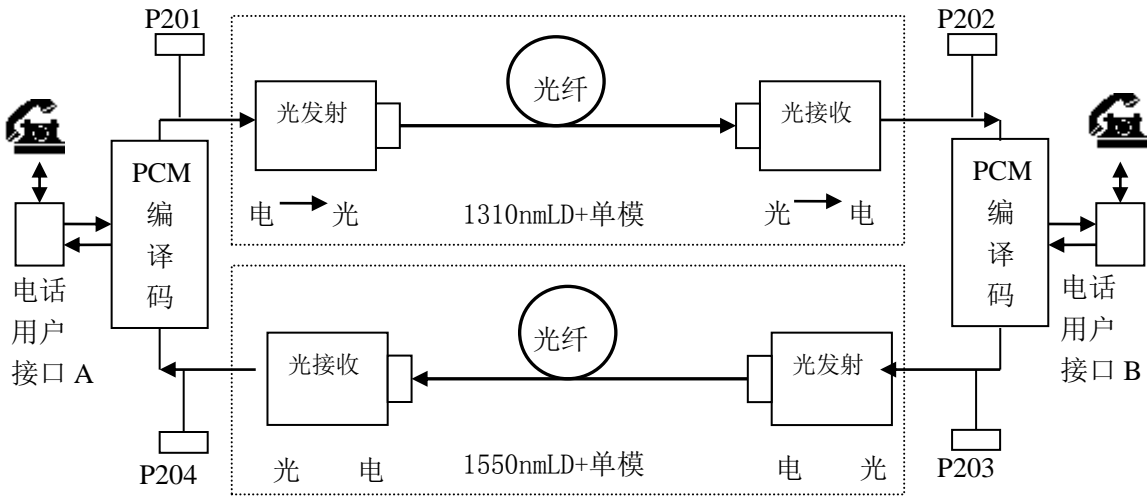 P201
P202
光纤
光发射
光接收
PCM
编
译
码
PCM
编
译
码
电 光
1310nmLD+单模
光 电
电话
用户
接口 A
电话
用户
接口 B
光纤
光接收
光发射
P204
光 电
1550nmLD+单模
电 光
P203